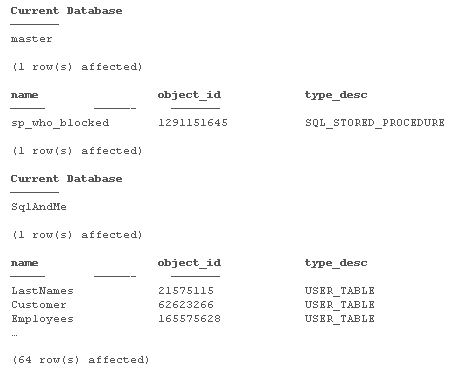 Current Database
master
(1 row(s) affected)
name object_id type_desc
sp_who_blocked 1291151645 SQL_STORED_PROCEDURE
(1 row(s) affected)
Current Database
SqlAndMe
(1 row(s) affected)
name object_id type_desc
LastNames 21575115 USER_TABLE
Customer 62623266 USER_TABLE
Employees 165575628 USER_TABLE
…
(64 row(s) affected)